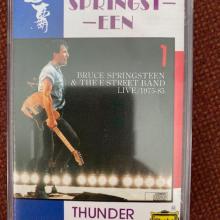 SPRINGST—
—EEN
1
BRUCE SPRINGSTEEN
& THE E STREET BAND
LIVE/1975-85
THUNDER